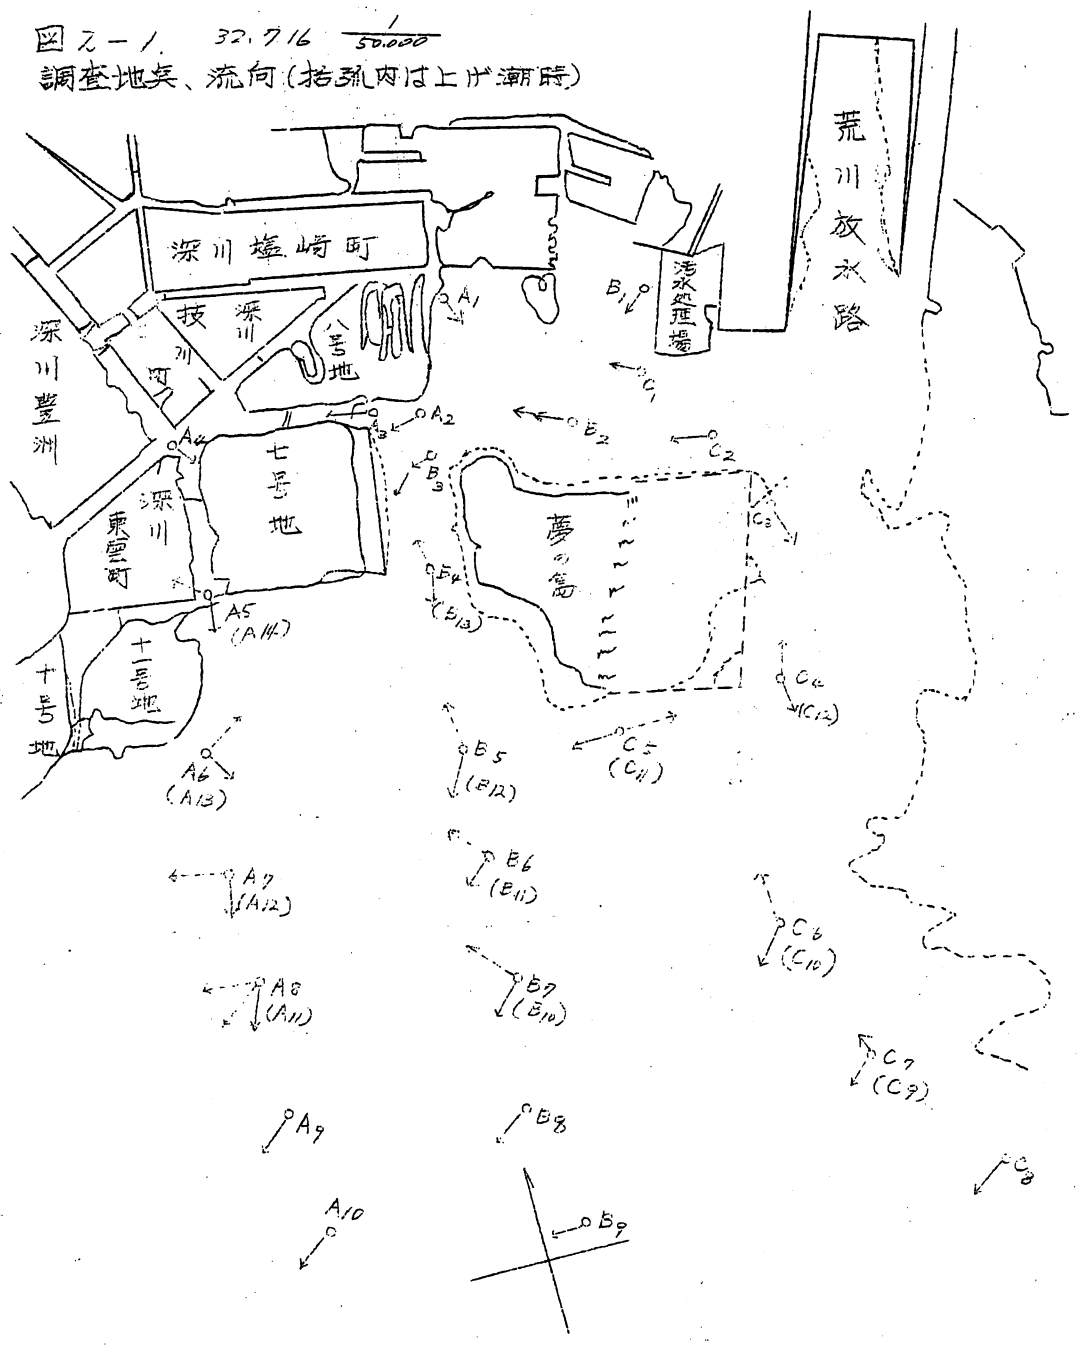 図2-1. 32.7.16 1/50.000
調査地点、流向(括弧内は上げ潮時)
荒川放水路
深川塩崎町
汚水処理場
深川枝川町
八号地
深川豊洲
七号地
深川東雲町
夢の島
十一号地
十号地
A1
A2
A3
A4
A5
(A14)
A6
(A13)
A7
(A12)
A8
(A11)
A9
A10
B1
B2
B3
B4
(B13)
B5
(B12)
B6
(B11)
B7
(B10)
B8
B9
C1
C2
C3
C4
(C12)
C5
(C11)
C6
(C10)
C7
(C9)
C8